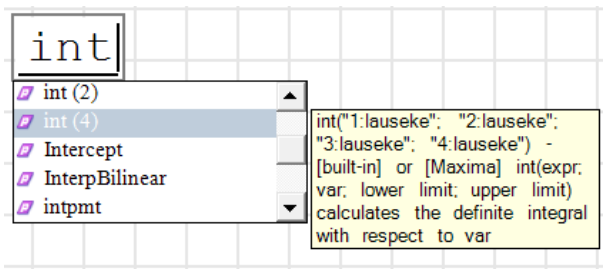 int
int (2)
int (4)
Intercept
InterpBilinear
intpmt
int("1:lauseke"; "2:lauseke";
"3:lauseke"; "4:lauseke") -
[built-in] or [Maxima] int(expr;
var; lower limit; upper limit)
calculates the definite integral
with respect to var